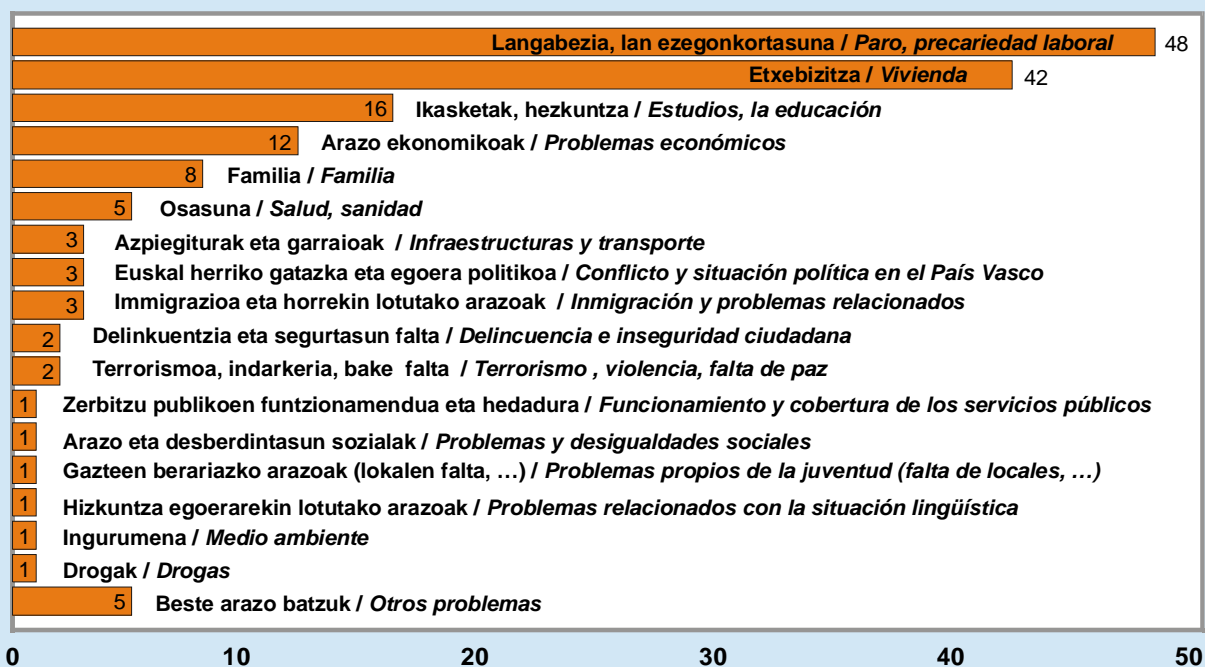 Langabezia, lan ezegonkortasuna / Paro, precariedad laboral 48
Etxebizitza / Vivienda 42
16 Ikasketak, hezkuntza / Estudios, la educación
12 Arazo ekonomikoak / Problemas económicos
8 Familia / Familia
5 Osasuna / Salud, sanidad
3 Azpiegiturak eta garraioak / Infraestructuras y transporte
3 Euskal herriko gatazka eta egoera politikoa / Conflicto y situación política en el País Vasco
3 Immigrazioa eta horrekin lotutako arazoak / Inmigración y problemas relacionados
2 Delinkuentzia eta segurtasun falta / Delincuencia e inseguridad ciudadana
2 Terrorismoa, indarkeria, bake falta / Terrorismo , violencia, falta de paz
1 Zerbitzu publikoen funtzionamendua eta hedadura / Funcionamiento y cobertura de los servicios públicos
1 Arazo eta desberdintasun sozialak / Problemas y desigualdades sociales
1 Gazteen berariazko arazoak (lokalen falta, …) / Problemas propios de la juventud (falta de locales, …)
1 Hizkuntza egoerarekin lotutako arazoak / Problemas relacionados con la situación lingüística
1 Ingurumena / Medio ambiente
1 Drogak / Drogas
5 Beste arazo batzuk / Otros problemas
0 10 20 30 40 50